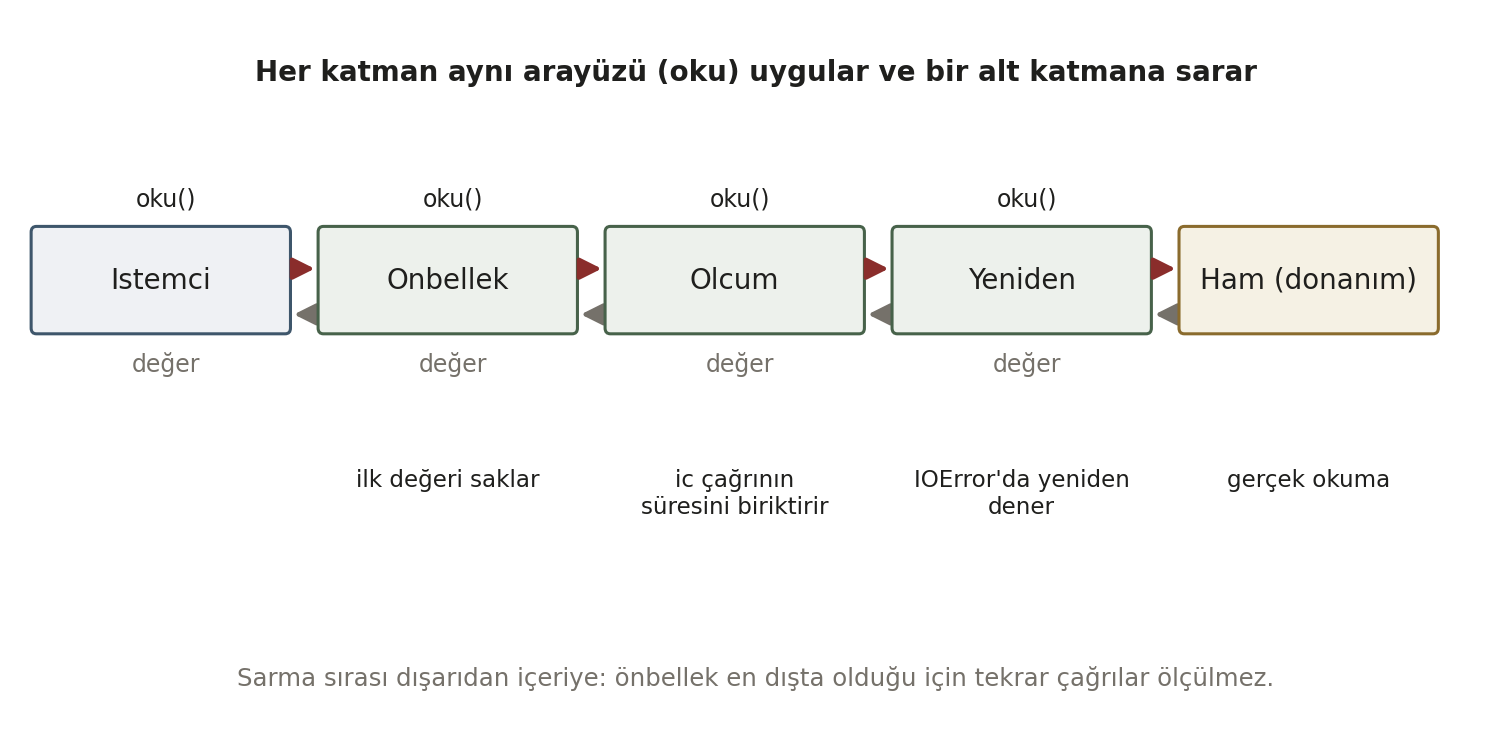 Her katman aynı arayüzü (oku) uygular ve bir alt katmana sarar
oku() oku() oku() oku()
Istemci Onbellek Olcum Yeniden Ham (donanım)
değer değer değer değer
ilk değeri saklar
ic çağrının
süresini biriktirir
IOError'da yeniden
dener
gerçek okuma
Sarma sırası dışarıdan içeriye: önbellek en dışta olduğu için tekrar çağrılar ölçülmez.